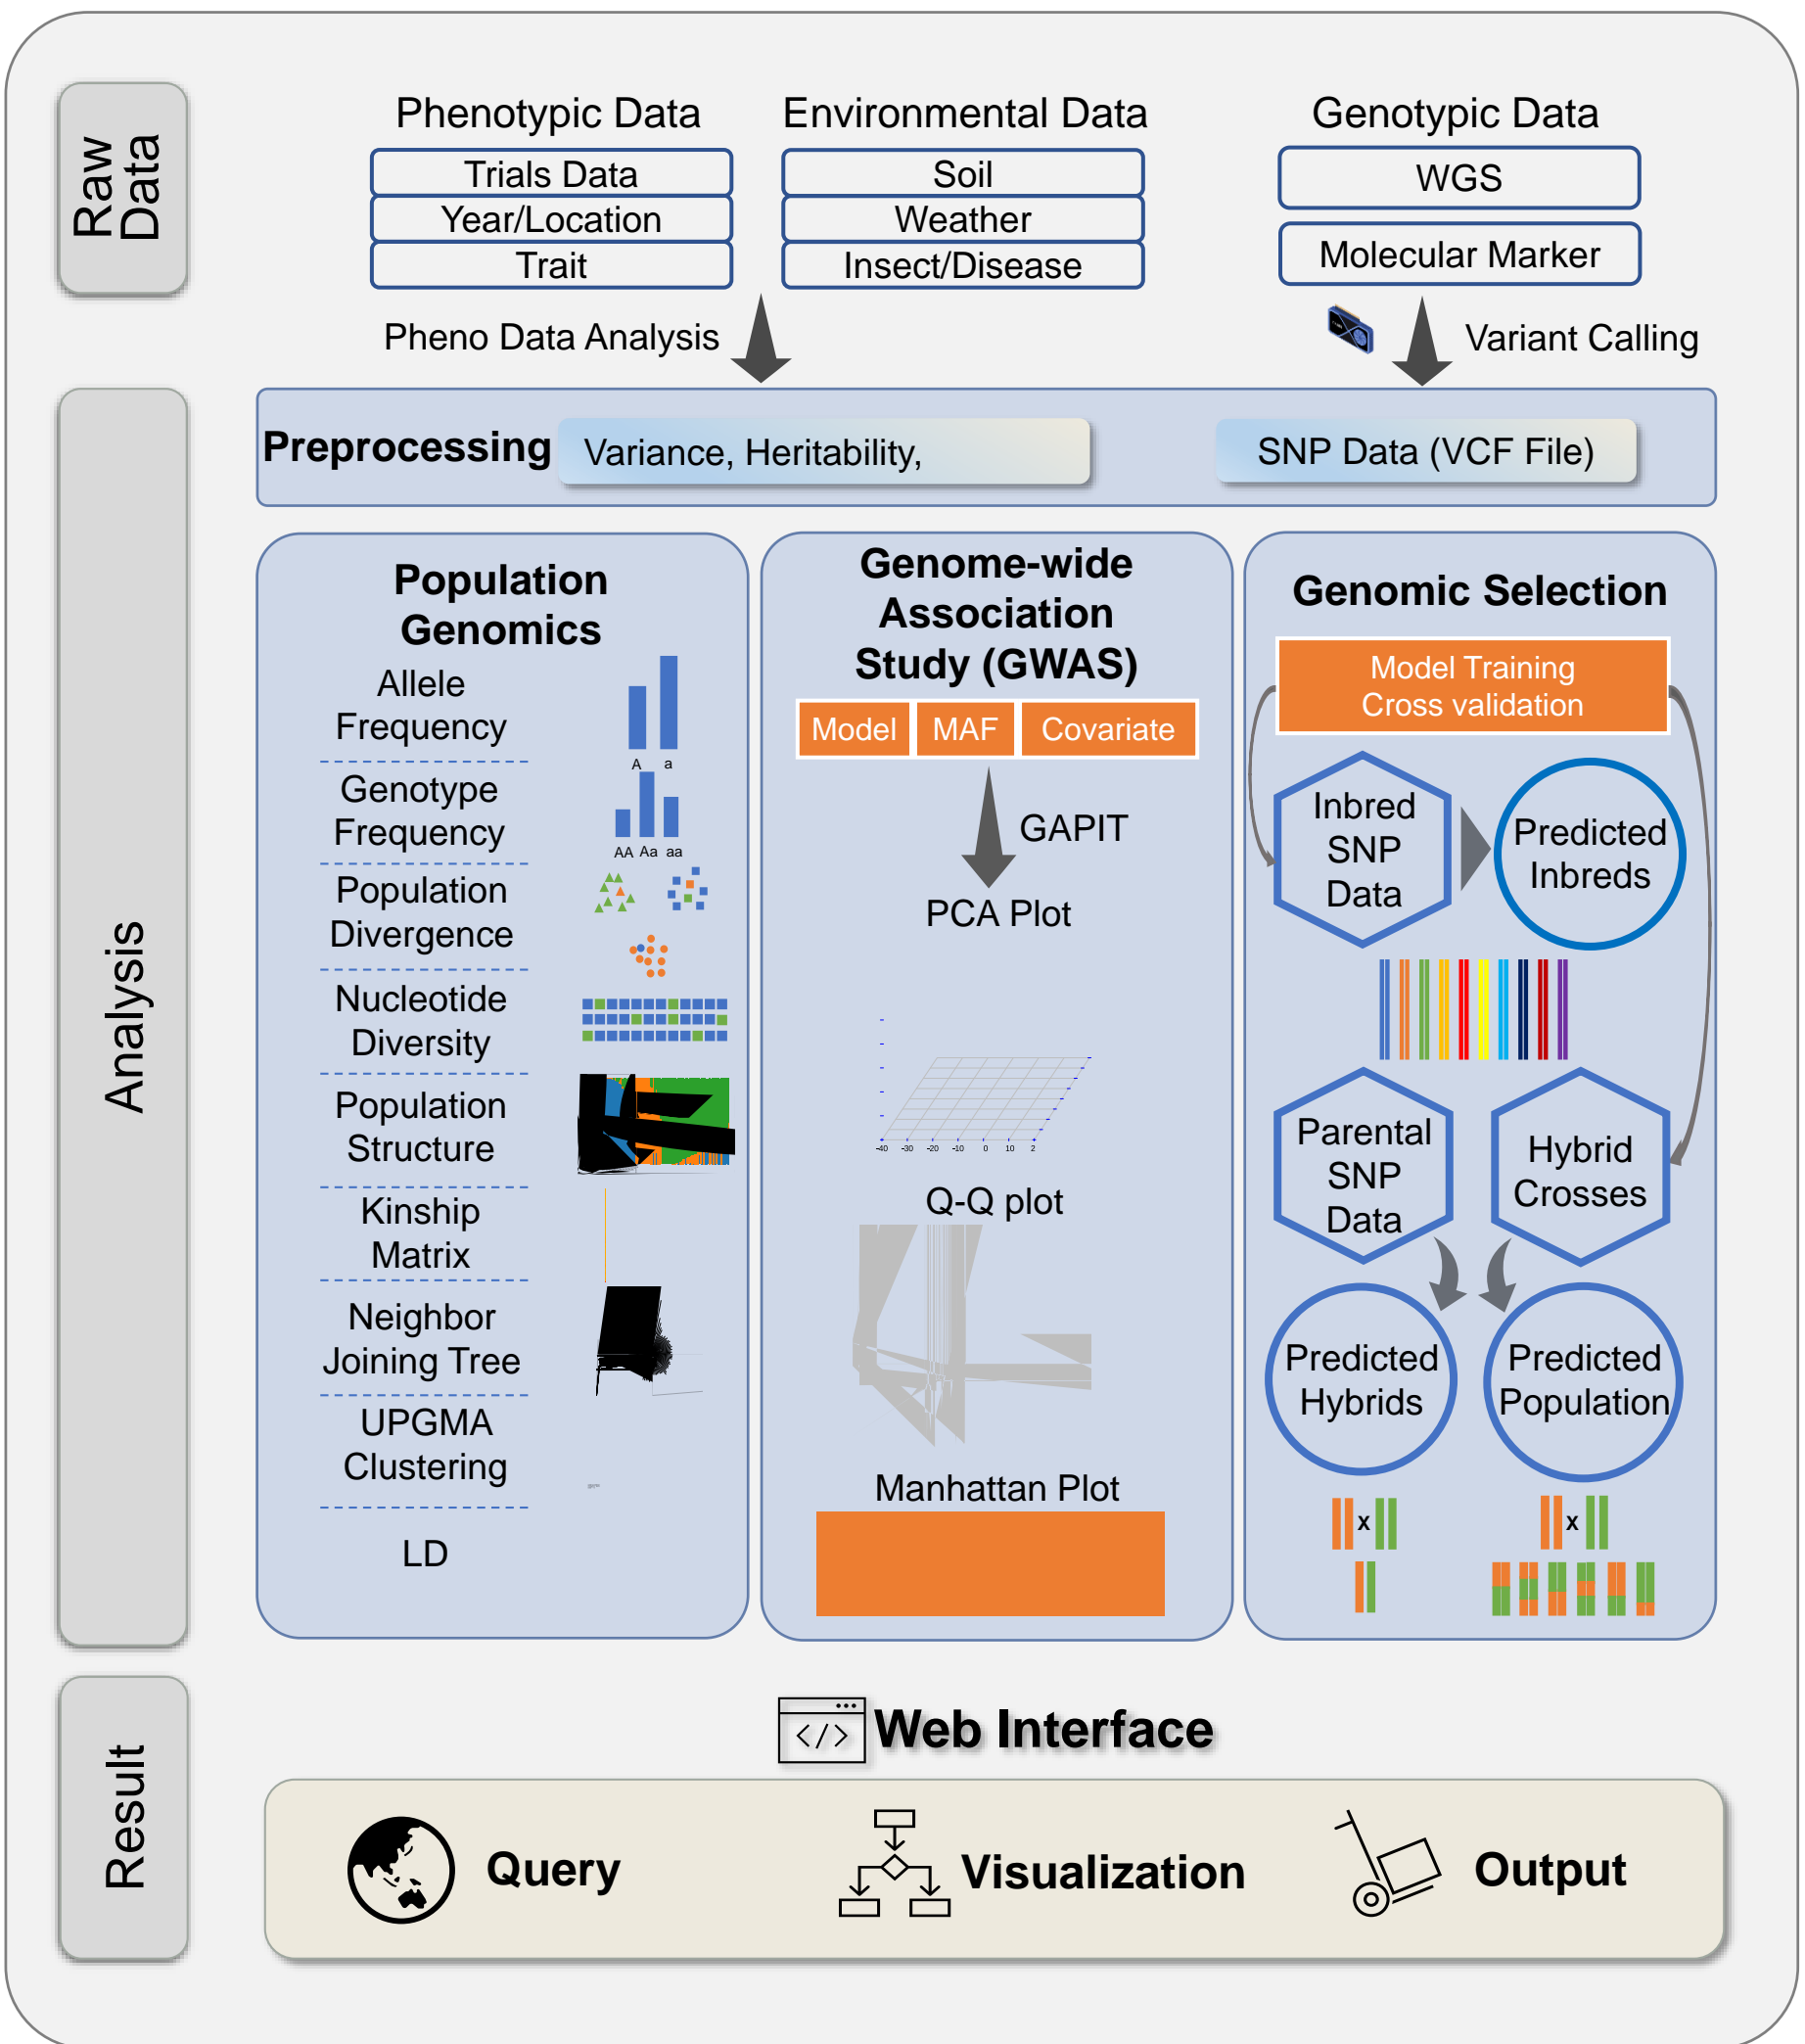 Raw
Data
Phenotypic Data
Trials Data
Year/Location
Trait
Environmental Data
Soil
Weather
Insect/Disease
Genotypic Data
WGS
Molecular Marker
Pheno Data Analysis
Variant Calling
Analysis
Preprocessing
Variance, Heritability,
SNP Data (VCF File)
Population
Genomics
Allele
Frequency
A a
Genotype
Frequency
AA Aa aa
Population
Divergence
Nucleotide
Diversity
Population
Structure
Kinship
Matrix
Neighbor
Joining Tree
UPGMA
Clustering
LD
Genome-wide
Association
Study (GWAS)
Model
MAF
Covariate
GAPIT
PCA Plot
-40 -30 -20 -10 0 10 2
Q-Q plot
Manhattan Plot
Genomic Selection
Model Training
Cross validation
Inbred
SNP
Data
Predicted
Inbreds
Parental
SNP
Data
Hybrid
Crosses
Predicted
Hybrids
Predicted
Population
x
x
Result
</> Web Interface
Query
Visualization
Output